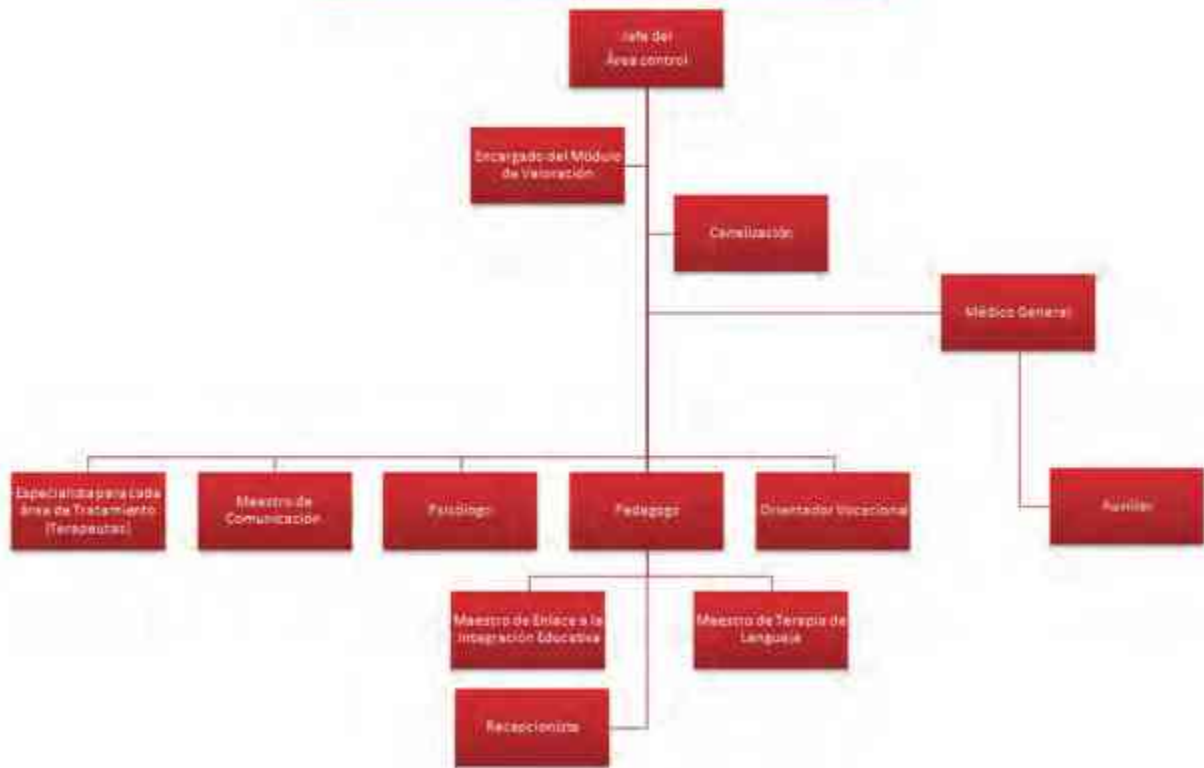 Jefe del
Área control
Encargado del Módulo
de Valoración
Canalización
Médico General
Especialista para cada
área de Tratamiento
(Terapeutas)
Maestro de
Comunicación
Psicólogo
Pedagogo
Orientador Vocacional
Auxiliar
Maestro de Enlace a la
Integración Educativa
Maestro de Terapia de
Lenguaje
Recepcionista